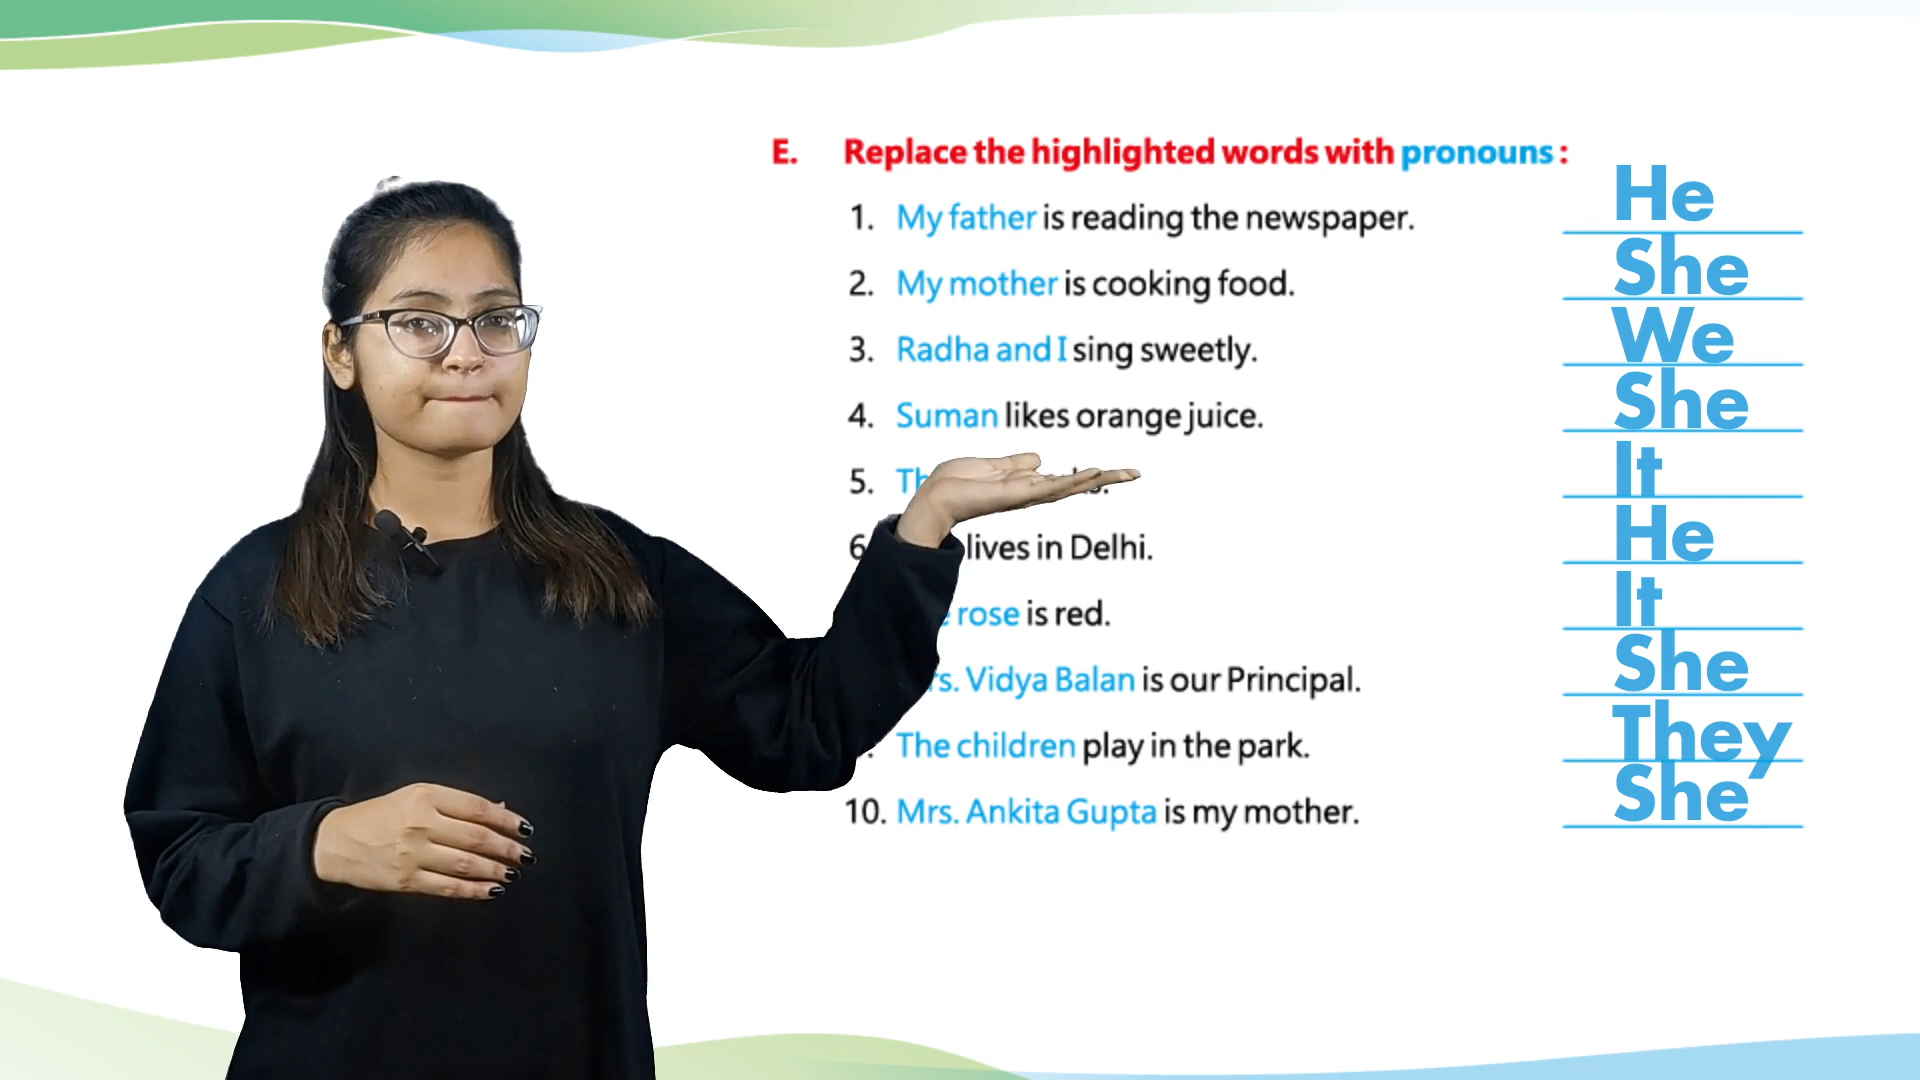 E. Replace the highlighted words with pronouns :
1. My father is reading the newspaper. He
2. My mother is cooking food. She
3. Radha and I sing sweetly. We
4. Suman likes orange juice. She
5. It
6 lives in Delhi. He
rose is red. It
Vidya Balan is our Principal. She
The children play in the park. They
10. Mrs. Ankita Gupta is my mother. She